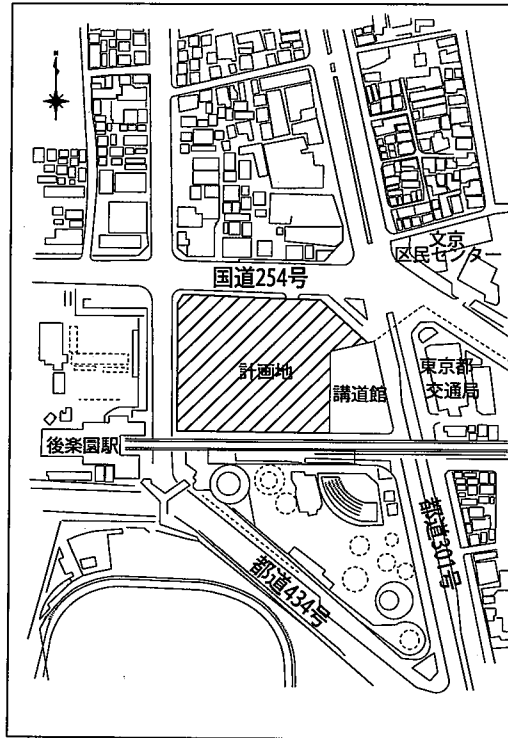 文京
区民センター
国道254号
計画地
講道館
東京都
交通局
後楽園駅
都道301号
都道434号